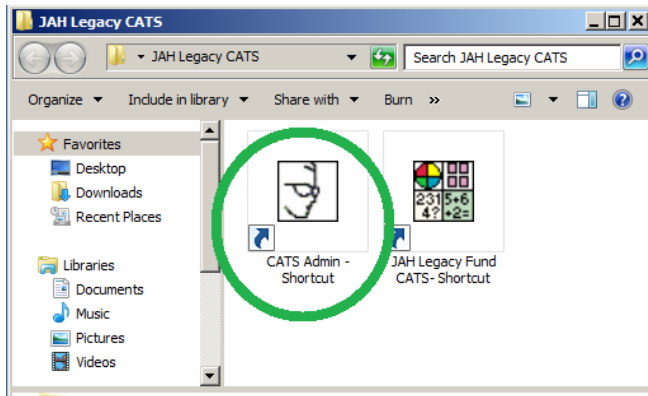 JAH Legacy CATS
JAH Legacy CATS
Search JAH Legacy CATS
Organize
Include in library
Share with
Burn
»
Favorites
Desktop
Downloads
Recent Places
Libraries
Documents
Music
Pictures
Videos
231 5+6
4? +2=
CATS Admin -
Shortcut
JAH Legacy Fund
CATS- Shortcut